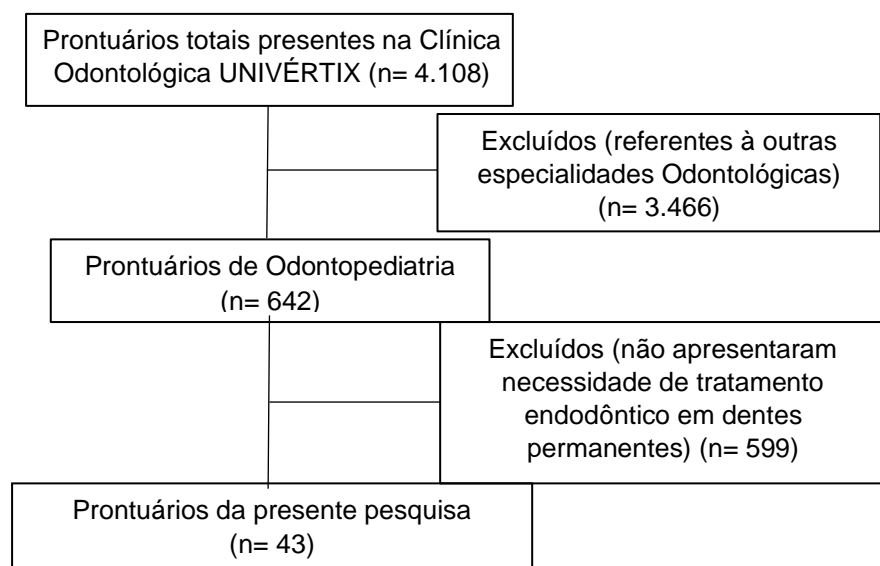 Prontuários totais presentes na Clínica
Odontológica UNIVÉRTIX (n= 4.108)
Excluídos (referentes à outras
especialidades Odontológicas)
(n= 3.466)
Prontuários de Odontopediatria
(n= 642)
Excluídos (não apresentaram
necessidade de tratamento
endodôntico em dentes
permanentes) (n= 599)
Prontuários da presente pesquisa
(n= 43)